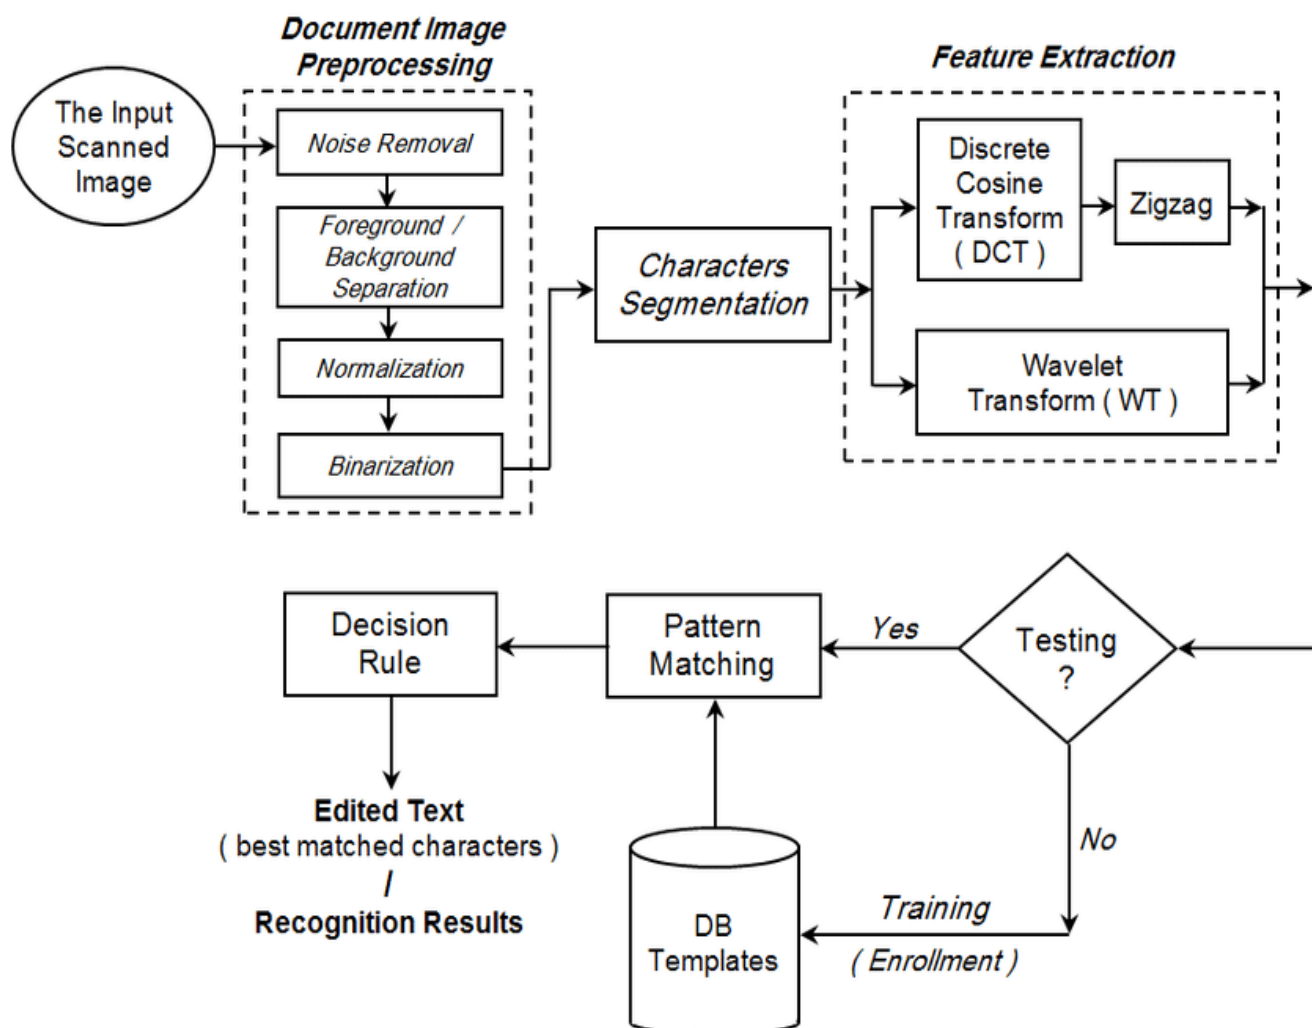 Document Image
Preprocessing
The Input
Scanned
Image
Noise Removal
Foreground /
Background
Separation
Normalization
Binarization
Characters
Segmentation
Feature Extraction
Discrete
Cosine
Transform
( DCT )
Zigzag
Wavelet
Transform ( WT )
Testing
?
Yes
No
Pattern
Matching
Decision
Rule
Edited Text
( best matched characters )
/
Recognition Results
DB
Templates
Training
( Enrollment )